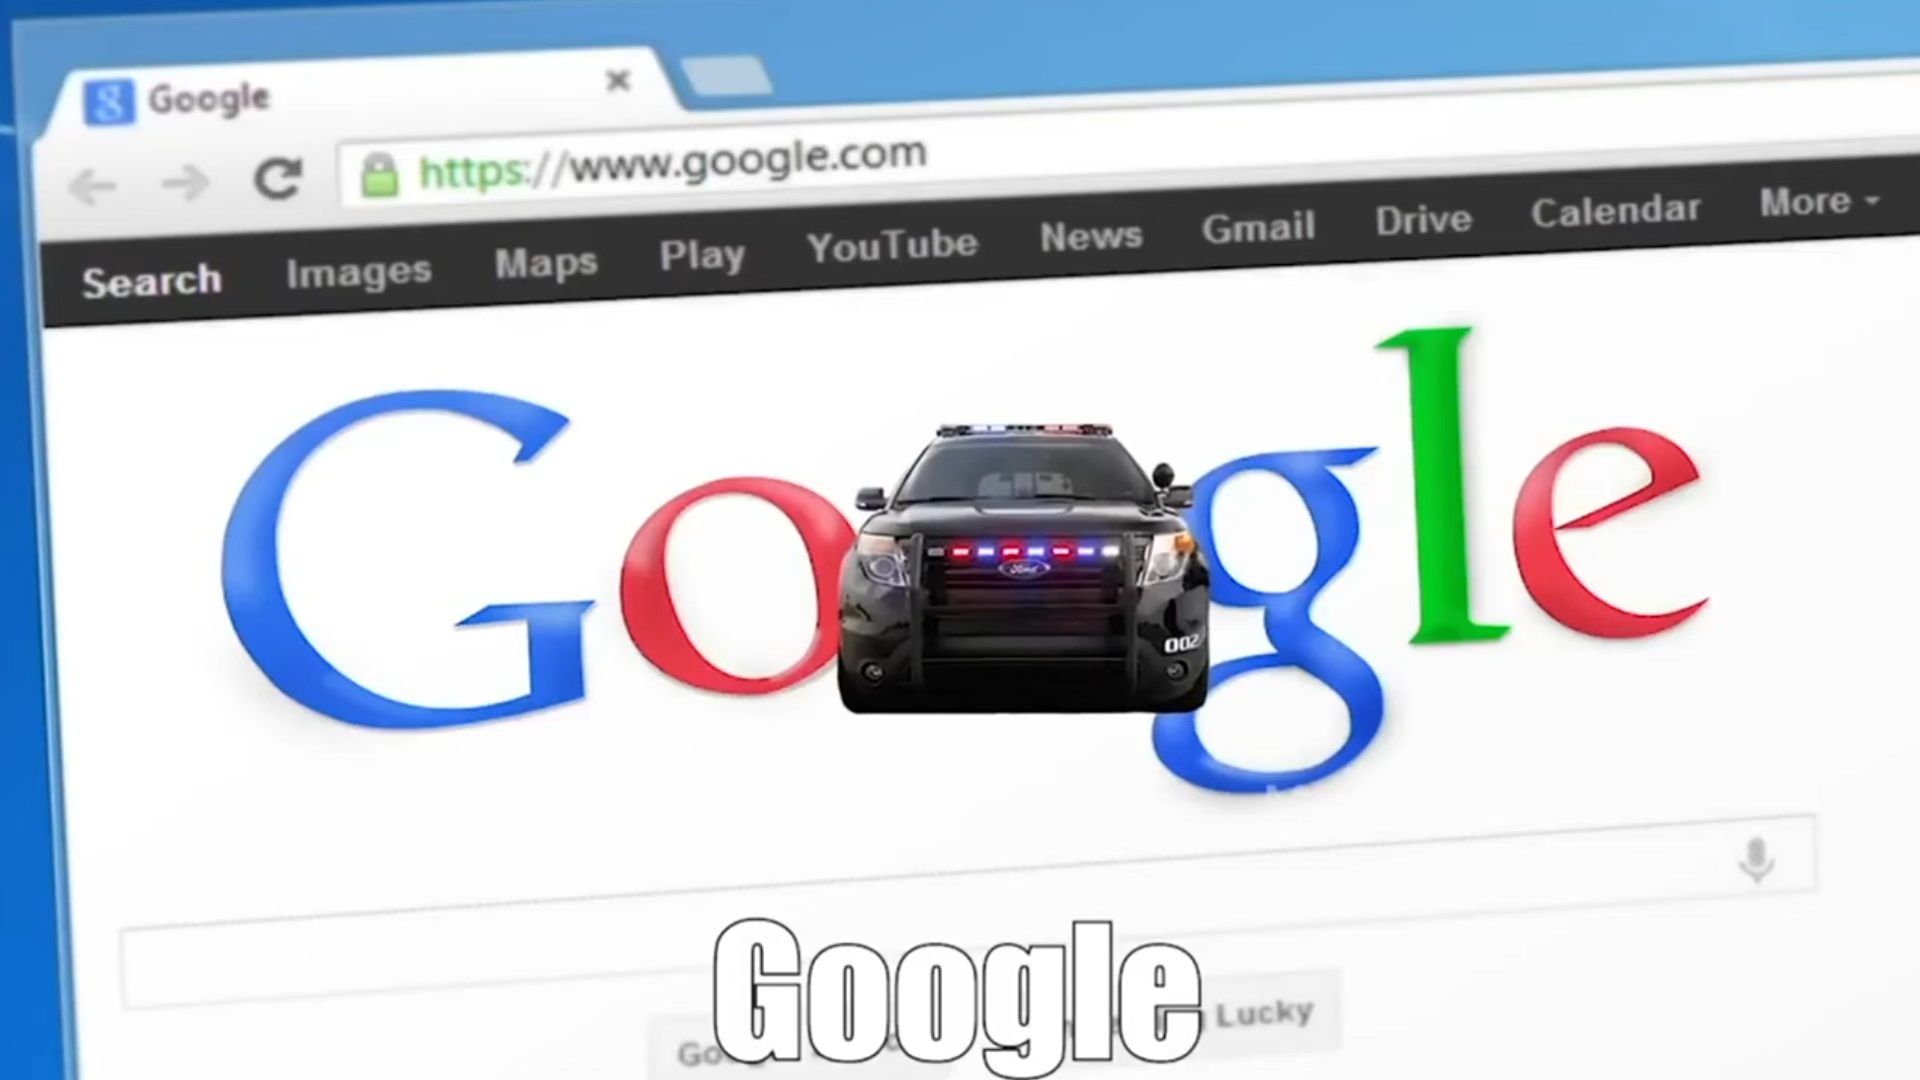 Google
https://www.google.com
Search Images Maps Play YouTube News Gmail Drive Calendar More
Google
Ford
002
Google
Lucky